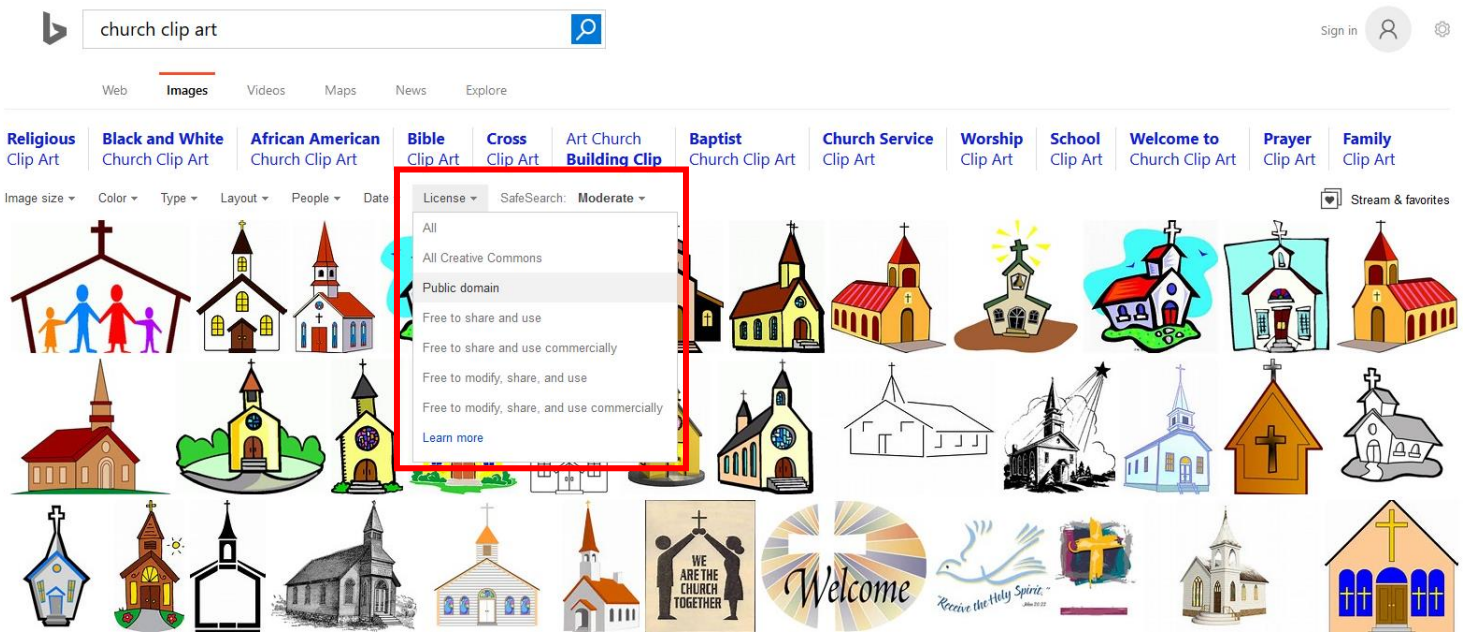 church clip art
Sign in
Web Images Videos Maps News Explore
Religious Clip Art
Black and White Church Clip Art
African American Church Clip Art
Bible Clip Art
Cross Clip Art
Art Church Building Clip
Baptist Church Clip Art
Church Service Clip Art
Worship Clip Art
School Clip Art
Welcome to Church Clip Art
Prayer Clip Art
Family Clip Art
Image size Color Type Layout People Date License SafeSearch: Moderate Stream & favorites
All
All Creative Commons
Public domain
Free to share and use
Free to share and use commercially
Free to modify, share, and use
Free to modify, share, and use commercially
Learn more
WE
ARE THE
CHURCH
TOGETHER
Welcome
"Receive the Holy Spirit."
John 20:22